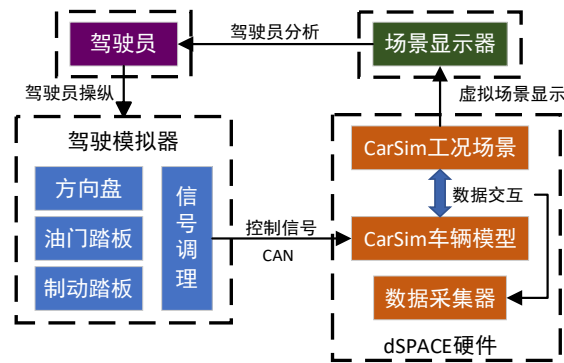 驾驶员
驾驶员分析
场景显示器
驾驶员操纵
虚拟场景显示
驾驶模拟器
方向盘
油门踏板
制动踏板
信号调理
控制信号
CAN
CarSim工况场景
数据交互
CarSim车辆模型
数据采集器
dSPACE硬件